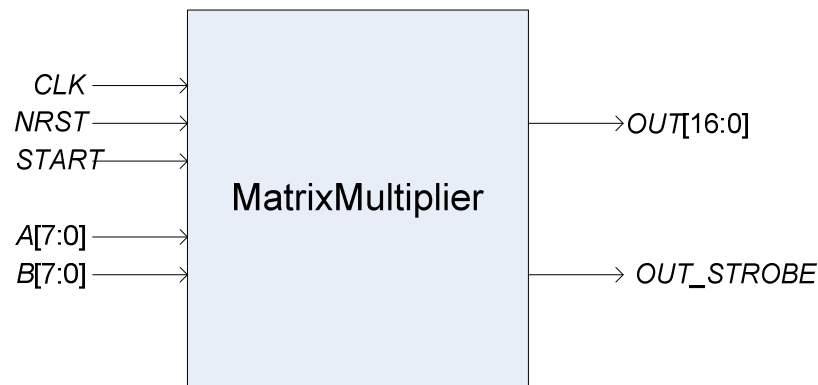 CLK
NRST
START
A[7:0]
B[7:0]
MatrixMultiplier
OUT[16:0]
OUT_STROBE